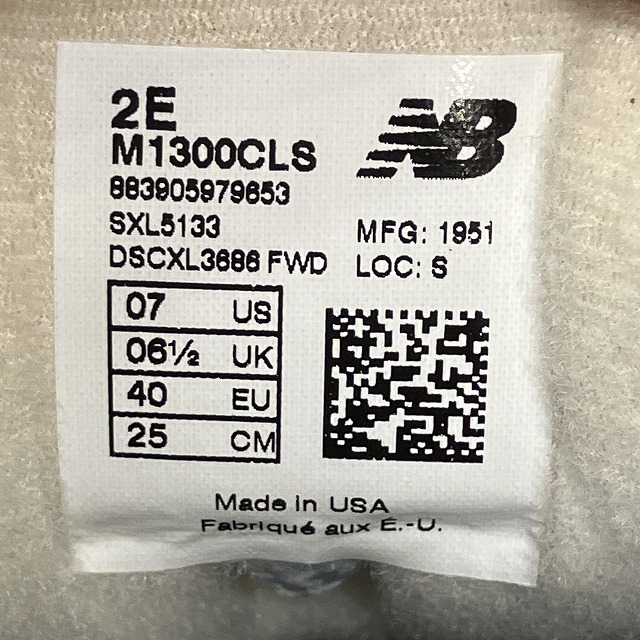 2E
NB
M1300CLS
883905979653
SXL5133
MFG: 1951
DSCXL3686 FWD
LOC: S
07 US
06½ UK
40 EU
25 CM
Made in USA
Fabriqué aux É.-U.